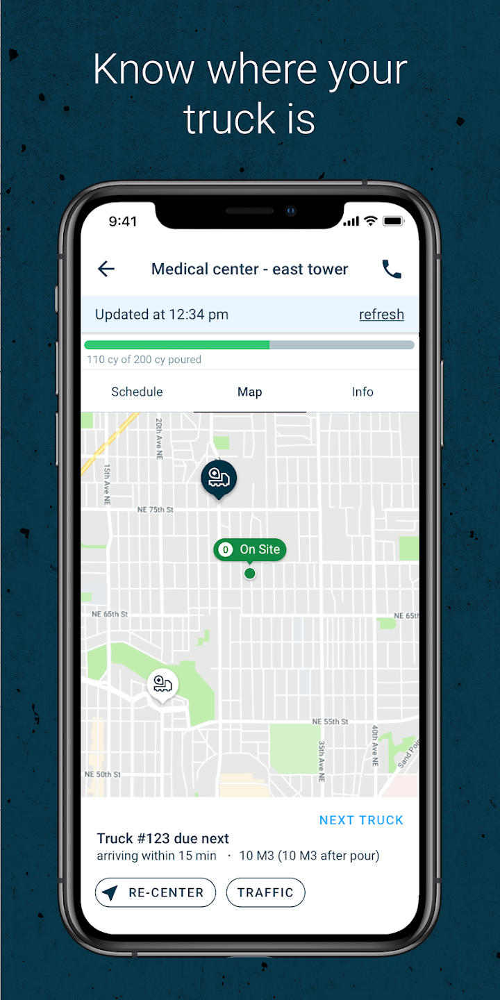 Know where your
truck is
9:41
Medical center - east tower
Updated at 12:34 pm
refresh
110 cy of 200 cy poured
Schedule
Map
Info
20th Ave NE
15th Ave NE
NE 75th St
0 On Site
NE 65th St
NE 65th
NE 55th St
35th Ave NE
40th Ave NE
Sand Poin
NE 50th St
NEXT TRUCK
Truck #123 due next
arriving within 15 min · 10 M3 (10 M3 after pour)
RE-CENTER
TRAFFIC